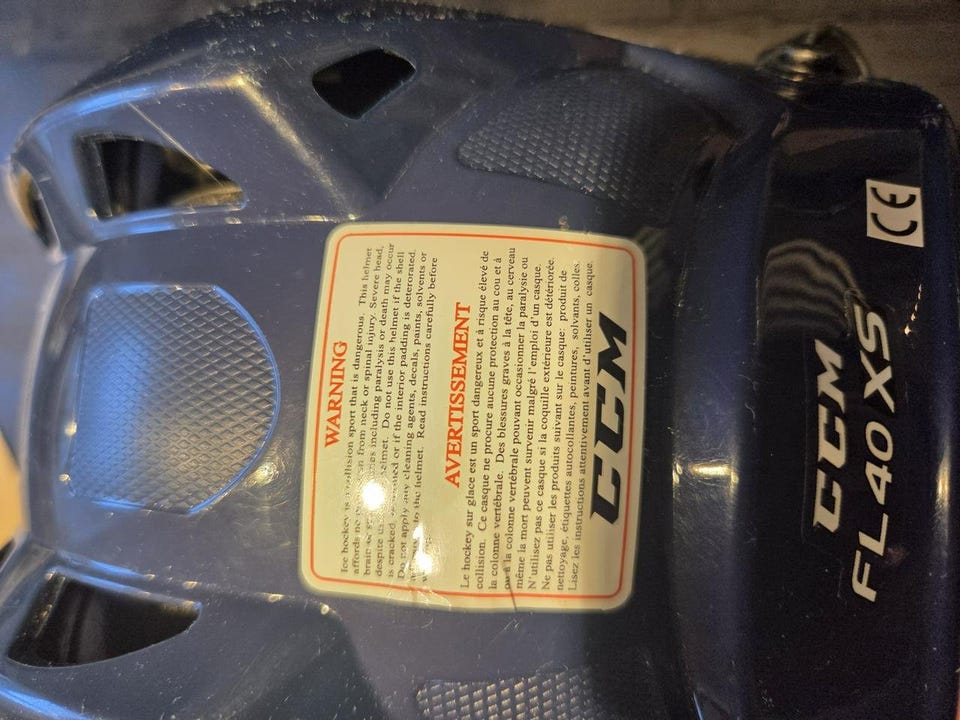 WARNING
Ice hockey is a collision sport that is dangerous. This helmet
affords no from neck or spinal injury. Severe head,
brain or including paralysis or death may occur
despite helmet. Do not use this helmet if the shell
is cracked, or if the interior padding is deteriorated.
Do not apply any cleaning agents, decals, paints, solvents or
to the helmet. Read instructions carefully before
AVERTISSEMENT
Le hockey sur glace est un sport dangereux et à risque élevé de
collision. Ce casque ne procure aucune protection au cou et à
la colonne vertébrale. Des blessures graves à la tête, au cerveau
ou à la colonne vertébrale pouvant occasionner la paralysie ou
même la mort peuvent survenir malgré l'emploi d'un casque.
N'utilisez pas ce casque si la coquille extérieure est détériorée.
Ne pas utiliser les produits suivant sur le casque: produit de
nettoyage, étiquettes autocollantes, peintures, solvants, colles.
Lisez les instructions attentivement avant d'utiliser un casque.
CCM
CCM
FL40 XS
CE